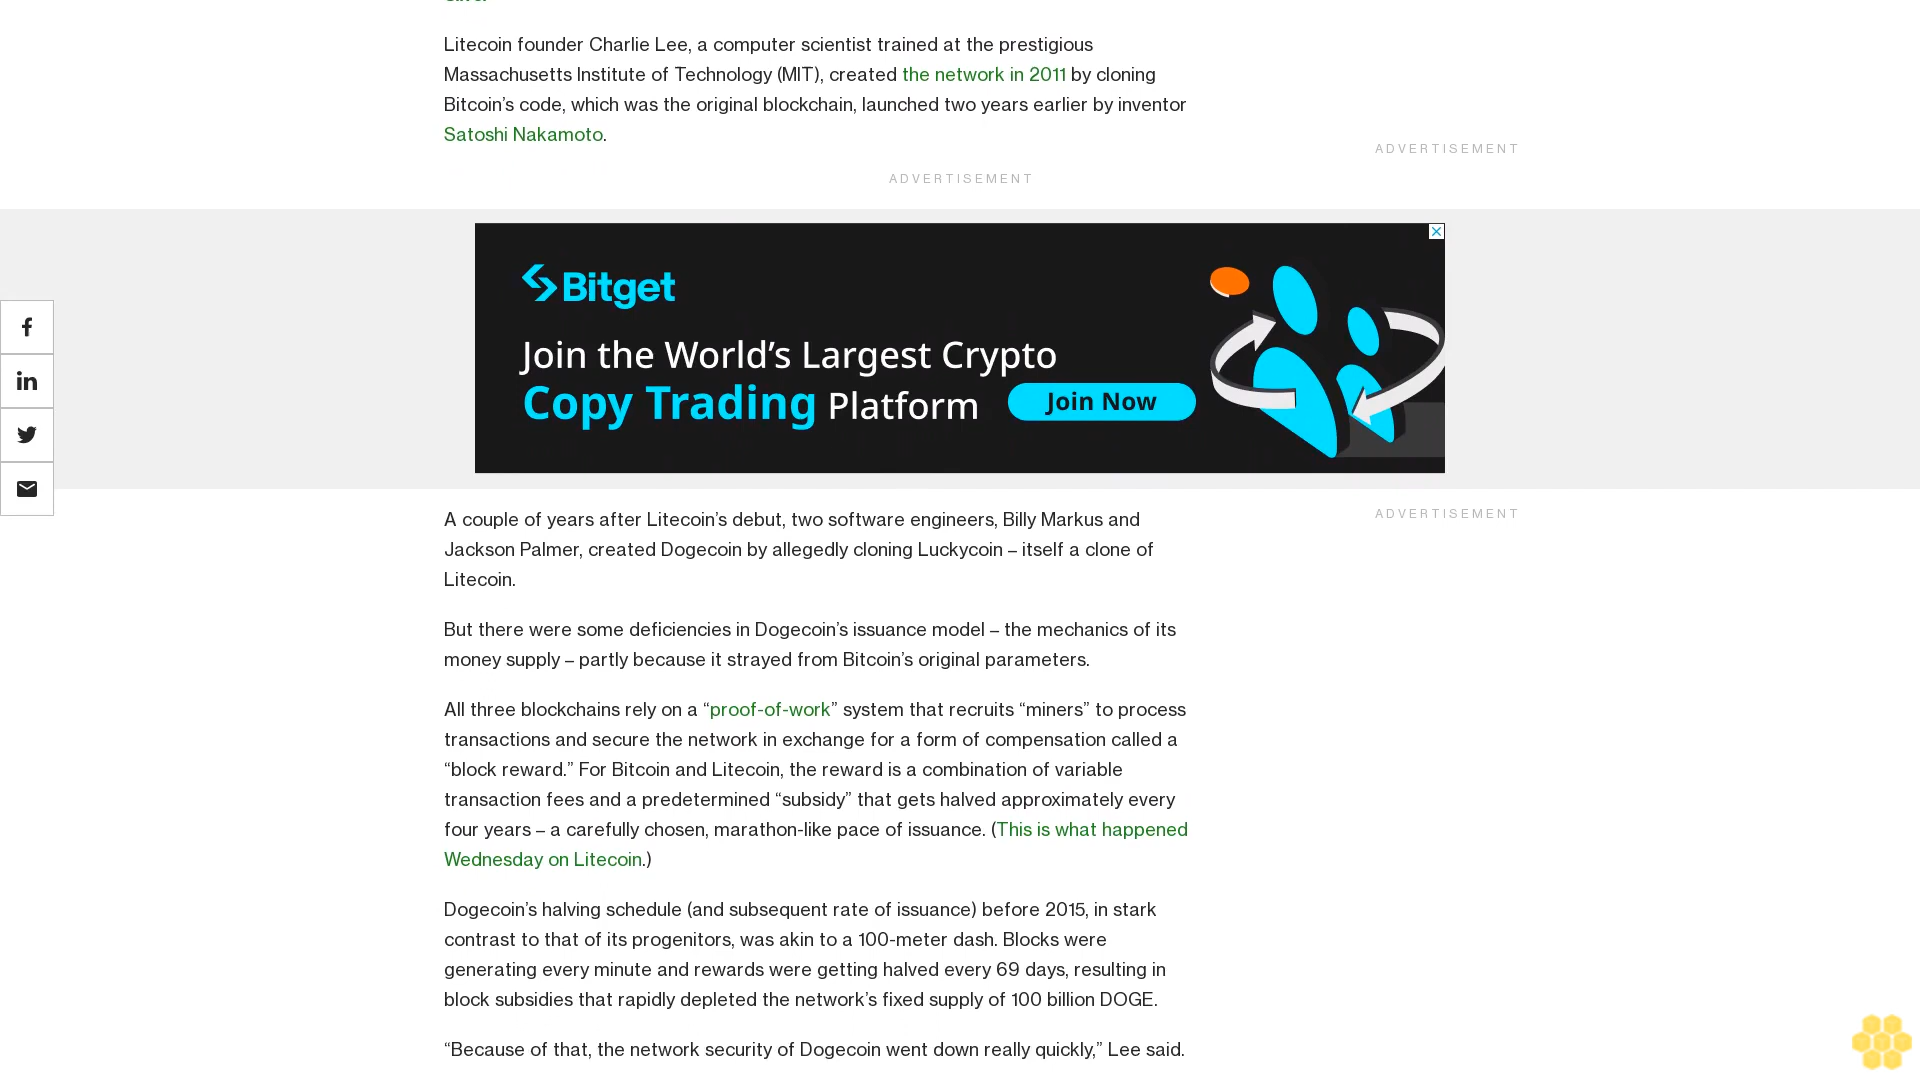 Litecoin founder Charlie Lee, a computer scientist trained at the prestigious
Massachusetts Institute of Technology (MIT), created the network in 2011 by cloning
Bitcoin’s code, which was the original blockchain, launched two years earlier by inventor
Satoshi Nakamoto.
ADVERTISEMENT
ADVERTISEMENT
Bitget
Join the World’s Largest Crypto
Copy Trading Platform
Join Now
A couple of years after Litecoin’s debut, two software engineers, Billy Markus and
Jackson Palmer, created Dogecoin by allegedly cloning Luckycoin – itself a clone of
Litecoin.
ADVERTISEMENT
But there were some deficiencies in Dogecoin’s issuance model – the mechanics of its
money supply – partly because it strayed from Bitcoin’s original parameters.
All three blockchains rely on a “proof-of-work” system that recruits “miners” to process
transactions and secure the network in exchange for a form of compensation called a
“block reward.” For Bitcoin and Litecoin, the reward is a combination of variable
transaction fees and a predetermined “subsidy” that gets halved approximately every
four years – a carefully chosen, marathon-like pace of issuance. (This is what happened
Wednesday on Litecoin.)
Dogecoin’s halving schedule (and subsequent rate of issuance) before 2015, in stark
contrast to that of its progenitors, was akin to a 100-meter dash. Blocks were
generating every minute and rewards were getting halved every 69 days, resulting in
block subsidies that rapidly depleted the network’s fixed supply of 100 billion DOGE.
“Because of that, the network security of Dogecoin went down really quickly,” Lee said.